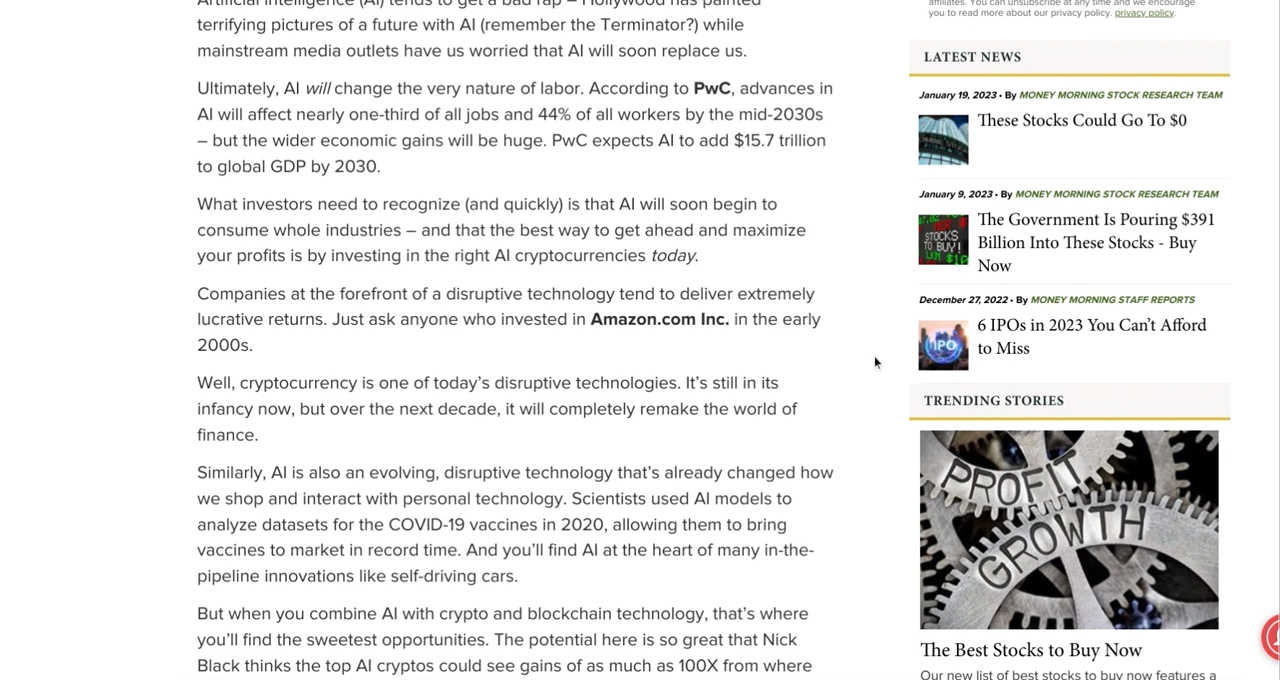 Artificial Intelligence (AI) tends to get a bad rap – Hollywood has painted
terrifying pictures of a future with AI (remember the Terminator?) while
mainstream media outlets have us worried that AI will soon replace us.
Ultimately, AI will change the very nature of labor. According to PwC, advances in
AI will affect nearly one-third of all jobs and 44% of all workers by the mid-2030s
– but the wider economic gains will be huge. PwC expects AI to add $15.7 trillion
to global GDP by 2030.
What investors need to recognize (and quickly) is that AI will soon begin to
consume whole industries – and that the best way to get ahead and maximize
your profits is by investing in the right AI cryptocurrencies today.
Companies at the forefront of a disruptive technology tend to deliver extremely
lucrative returns. Just ask anyone who invested in Amazon.com Inc. in the early
2000s.
Well, cryptocurrency is one of today's disruptive technologies. It's still in its
infancy now, but over the next decade, it will completely remake the world of
finance.
Similarly, AI is also an evolving, disruptive technology that's already changed how
we shop and interact with personal technology. Scientists used AI models to
analyze datasets for the COVID-19 vaccines in 2020, allowing them to bring
vaccines to market in record time. And you'll find AI at the heart of many in-the-
pipeline innovations like self-driving cars.
But when you combine AI with crypto and blockchain technology, that's where
you'll find the sweetest opportunities. The potential here is so great that Nick
Black thinks the top AI cryptos could see gains of as much as 100X from where
affiliates. You can unsubscribe at any time and we encourage
you to read more about our privacy policy. privacy policy.
LATEST NEWS
January 19, 2023 • By MONEY MORNING STOCK RESEARCH TEAM
These Stocks Could Go To $0
January 9, 2023 • By MONEY MORNING STOCK RESEARCH TEAM
STOCKS
TO BUY!
The Government Is Pouring $391
Billion Into These Stocks - Buy
Now
December 27, 2022 • By MONEY MORNING STAFF REPORTS
IPO
6 IPOs in 2023 You Can't Afford
to Miss
TRENDING STORIES
PROFIT
GROWTH
The Best Stocks to Buy Now
Our new list of best stocks to buy now features a